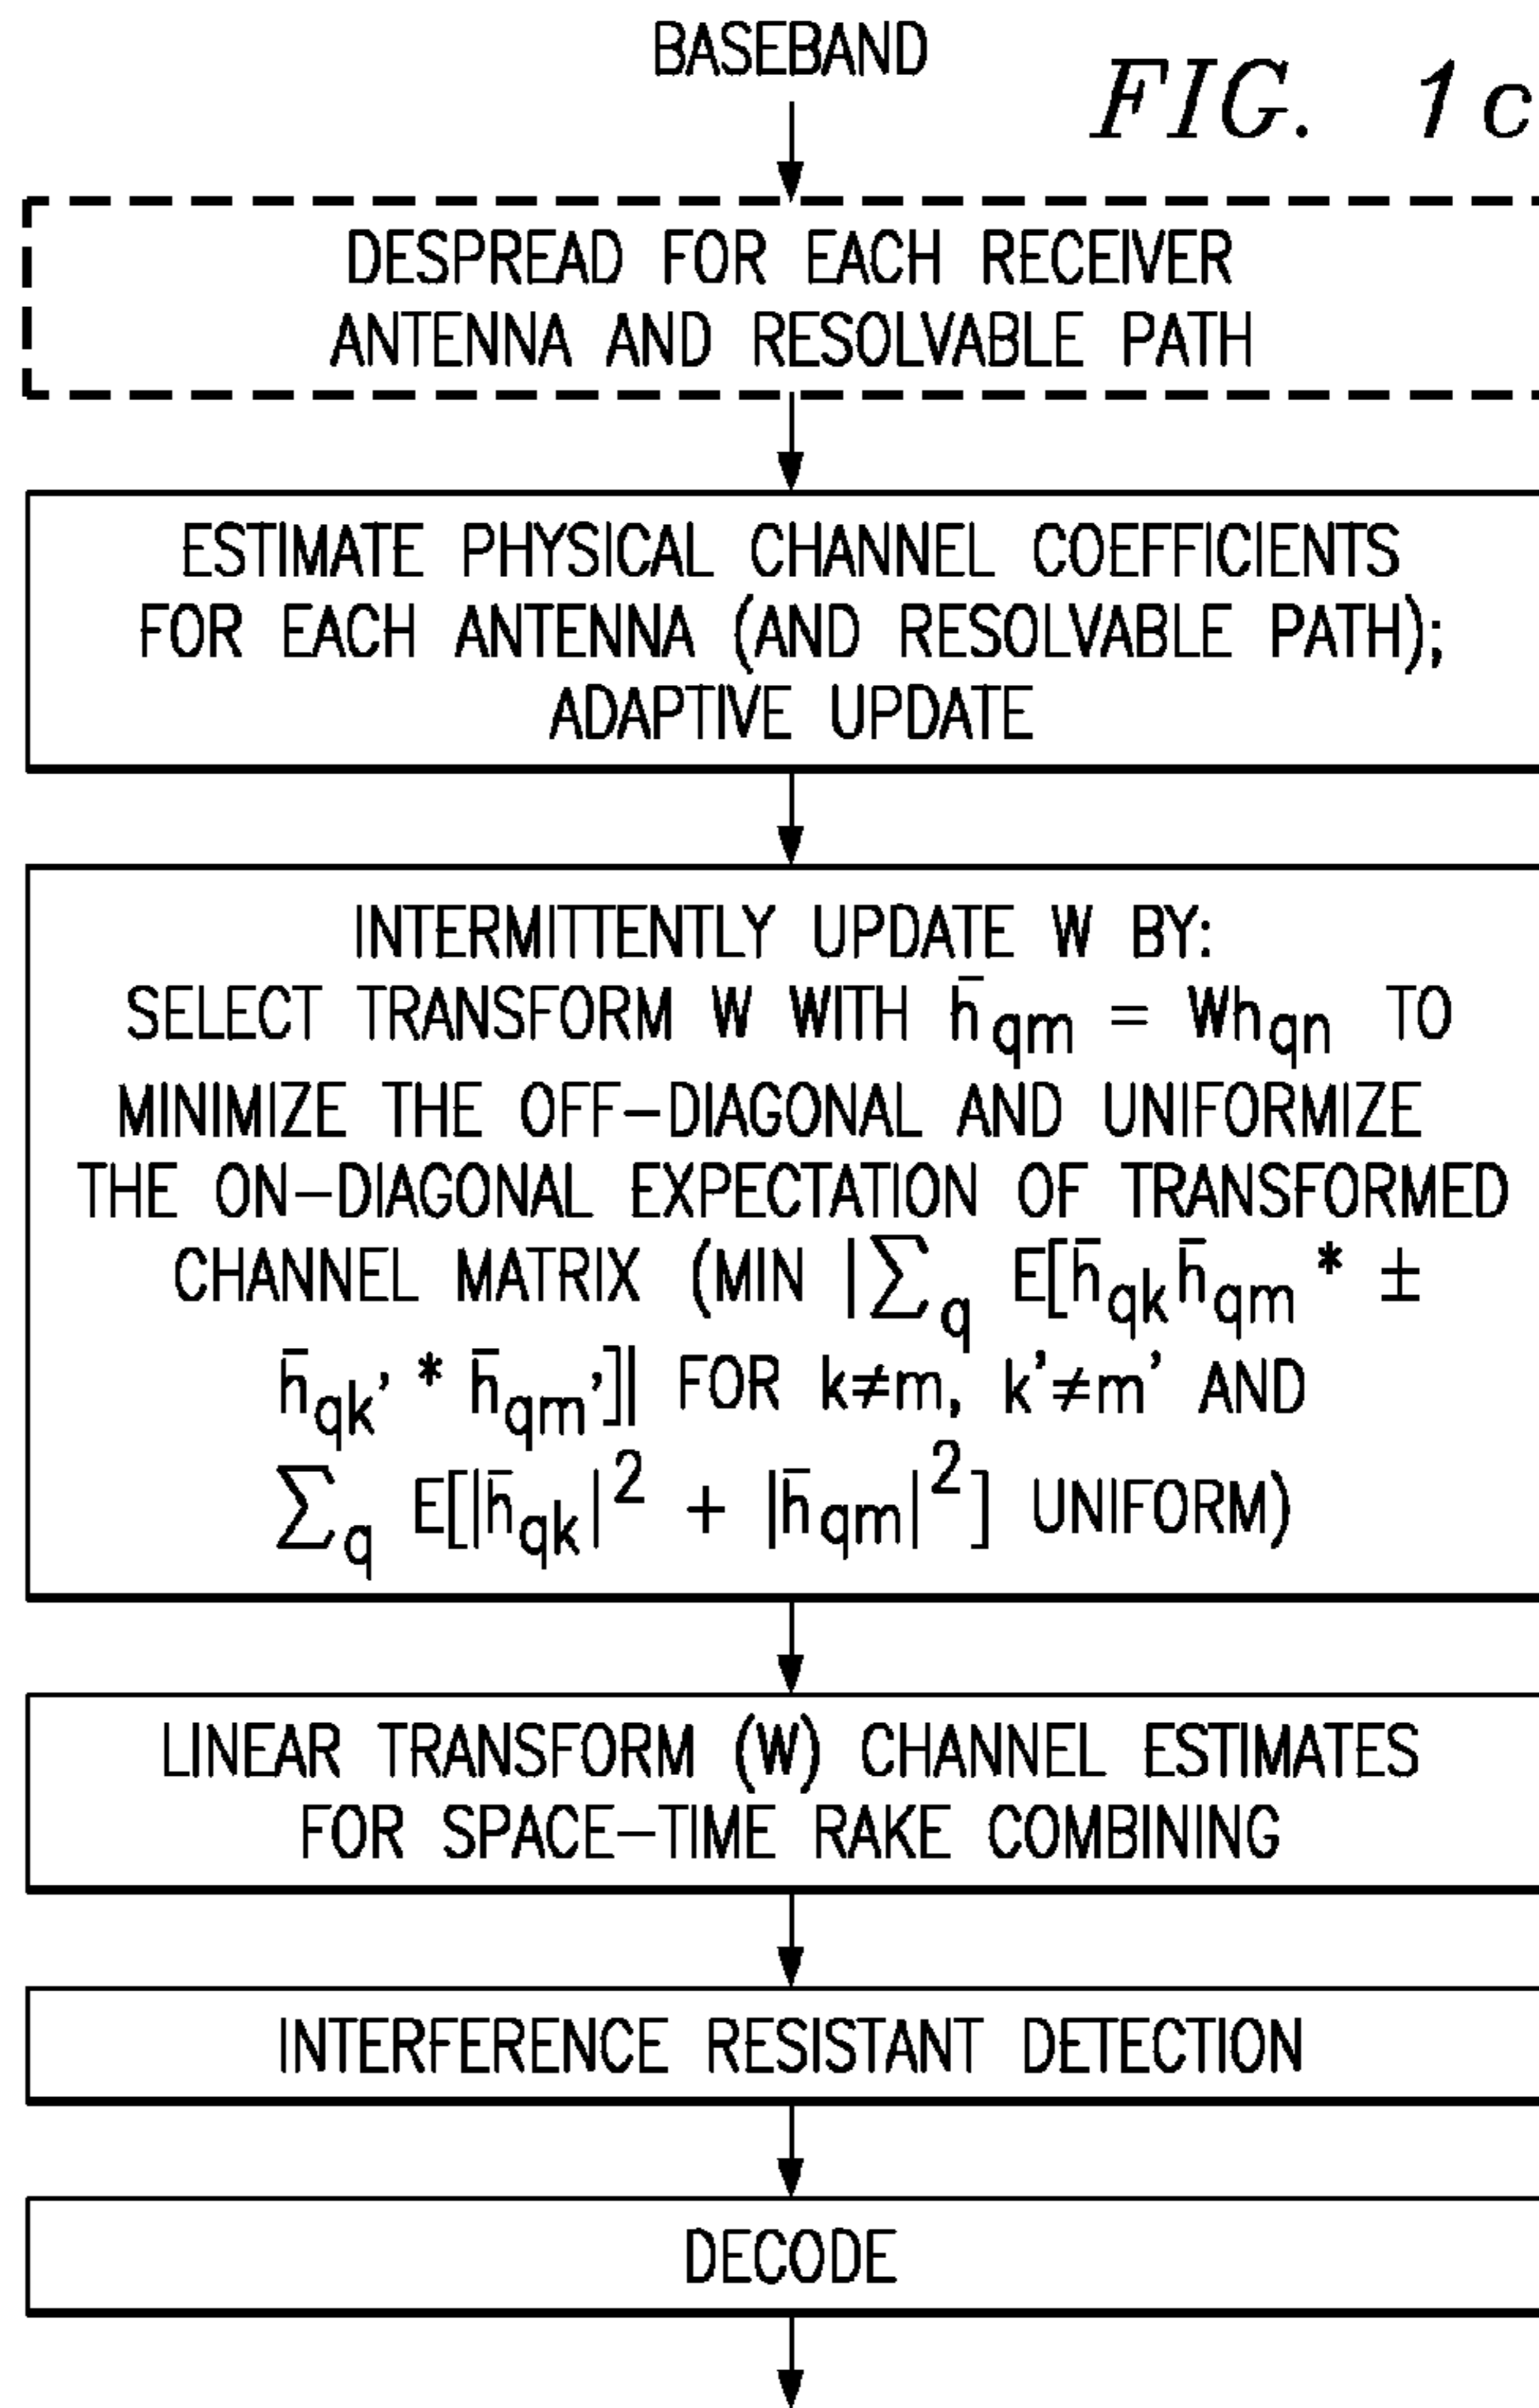 BASEBAND
FIG. 1c
DESPREAD FOR EACH RECEIVER
ANTENNA AND RESOLVABLE PATH
ESTIMATE PHYSICAL CHANNEL COEFFICIENTS
FOR EACH ANTENNA (AND RESOLVABLE PATH);
ADAPTIVE UPDATE
INTERMITTENTLY UPDATE W BY:
SELECT TRANSFORM W WITH h̄qm = Whqn TO
MINIMIZE THE OFF-DIAGONAL AND UNIFORMIZE
THE ON-DIAGONAL EXPECTATION OF TRANSFORMED
CHANNEL MATRIX (MIN |∑q E[h̄qk h̄qm* ±
h̄qk'* h̄qm']|| FOR k≠m, k'≠m' AND
∑q E[|h̄qk|² + |h̄qm|²] UNIFORM)
LINEAR TRANSFORM (W) CHANNEL ESTIMATES
FOR SPACE-TIME RAKE COMBINING
INTERFERENCE RESISTANT DETECTION
DECODE